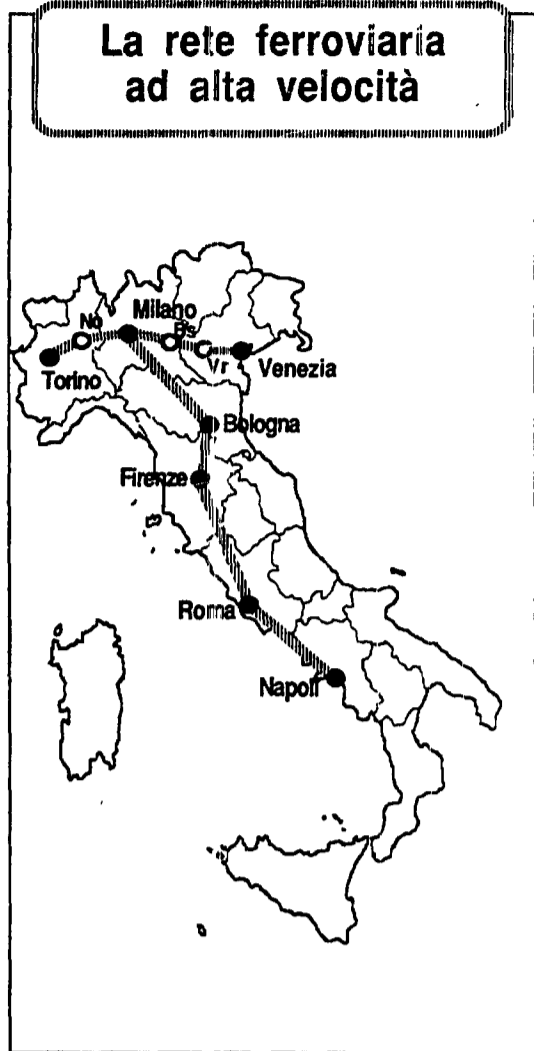 La rete ferroviaria
ad alta velocità
Milano
No
Bs
Vr
Torino
Venezia
Bologna
Firenze
Roma
Napoli